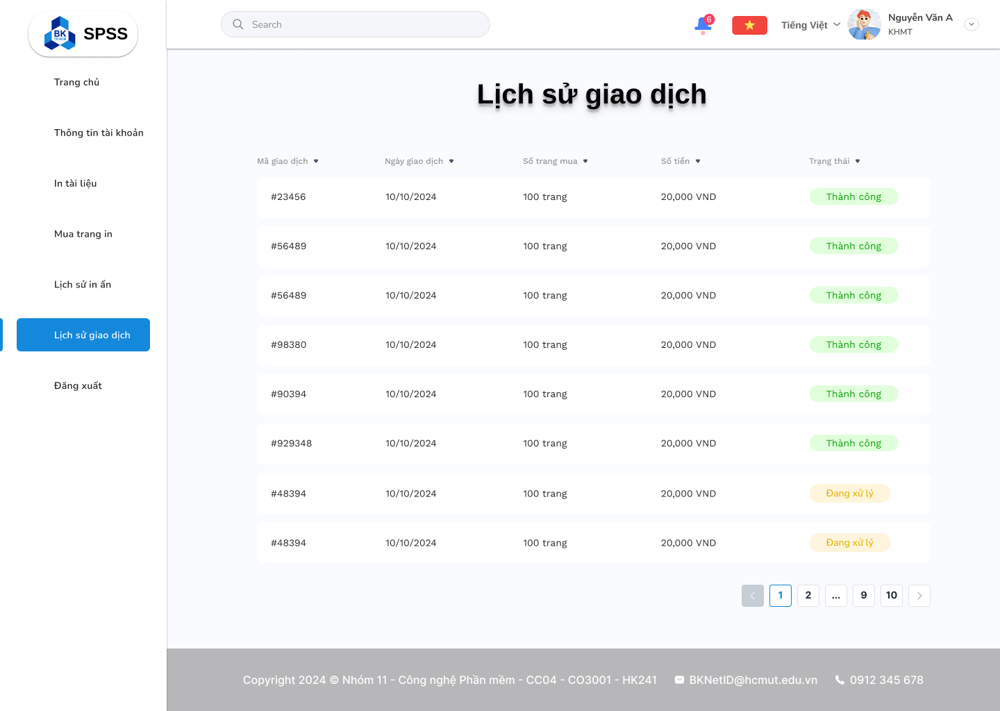 BK
TP.HCM
SPSS
Search
6
Tiếng Việt
Nguyễn Văn A
KHMT
Trang chủ
Thông tin tài khoản
In tài liệu
Mua trang in
Lịch sử in ấn
Lịch sử giao dịch
Đăng xuất
Lịch sử giao dịch
Mã giao dịch Ngày giao dịch Số trang mua Số tiền Trạng thái
#23456 10/10/2024 100 trang 20,000 VND Thành công
#56489 10/10/2024 100 trang 20,000 VND Thành công
#56489 10/10/2024 100 trang 20,000 VND Thành công
#98380 10/10/2024 100 trang 20,000 VND Thành công
#90394 10/10/2024 100 trang 20,000 VND Thành công
#929348 10/10/2024 100 trang 20,000 VND Thành công
#48394 10/10/2024 100 trang 20,000 VND Đang xử lý
#48394 10/10/2024 100 trang 20,000 VND Đang xử lý
1 2 ... 9 10
Copyright 2024 © Nhóm 11 - Công nghệ Phần mềm - CC04 - CO3001 - HK241 BKNetID@hcmut.edu.vn 0912 345 678